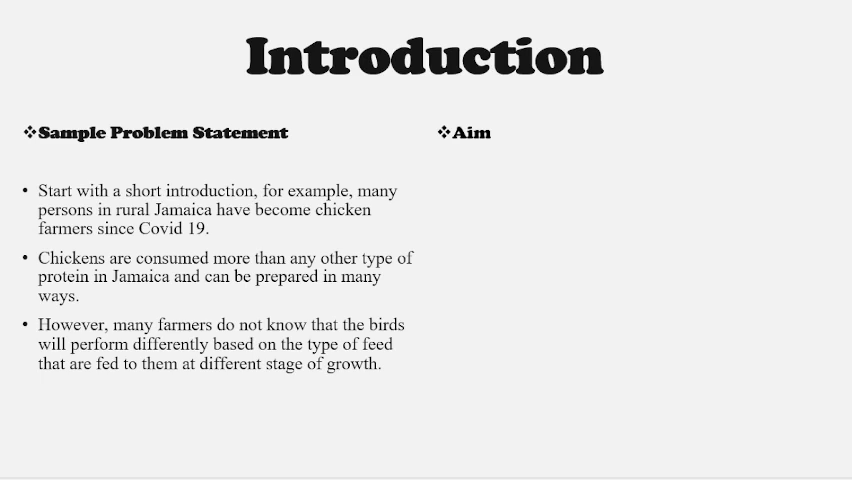 Introduction
❖Sample Problem Statement
• Start with a short introduction, for example, many
persons in rural Jamaica have become chicken
farmers since Covid 19.
• Chickens are consumed more than any other type of
protein in Jamaica and can be prepared in many
ways.
• However, many farmers do not know that the birds
will perform differently based on the type of feed
that are fed to them at different stage of growth.
❖Aim